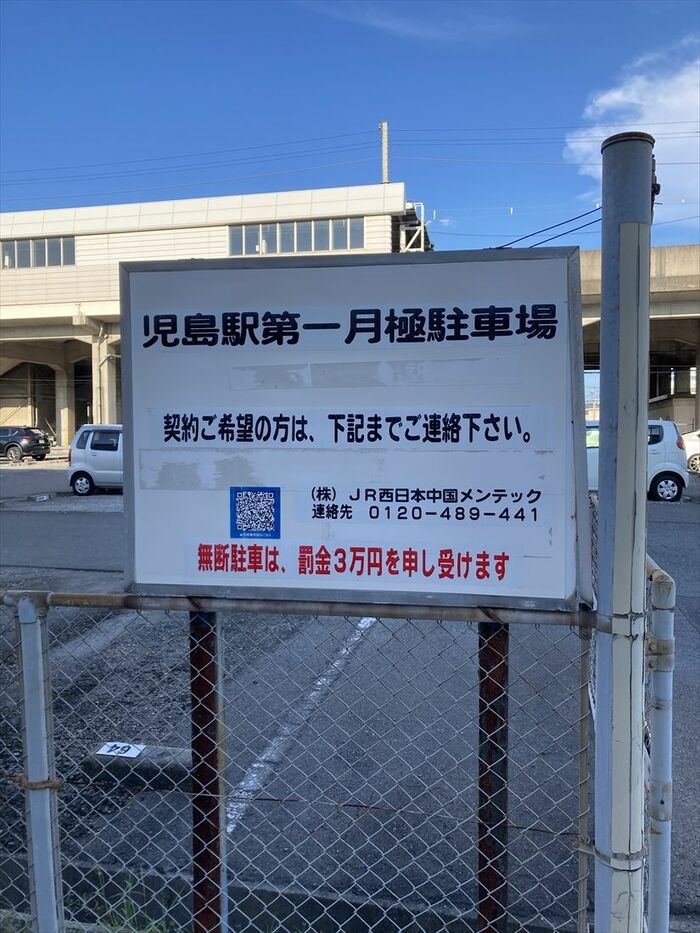 児島駅第一月極駐車場
契約ご希望の方は、下記までご連絡下さい。
(株) JR西日本中国メンテック
連絡先 0120-489-441
無断駐車は、罰金3万円を申し受けます
64